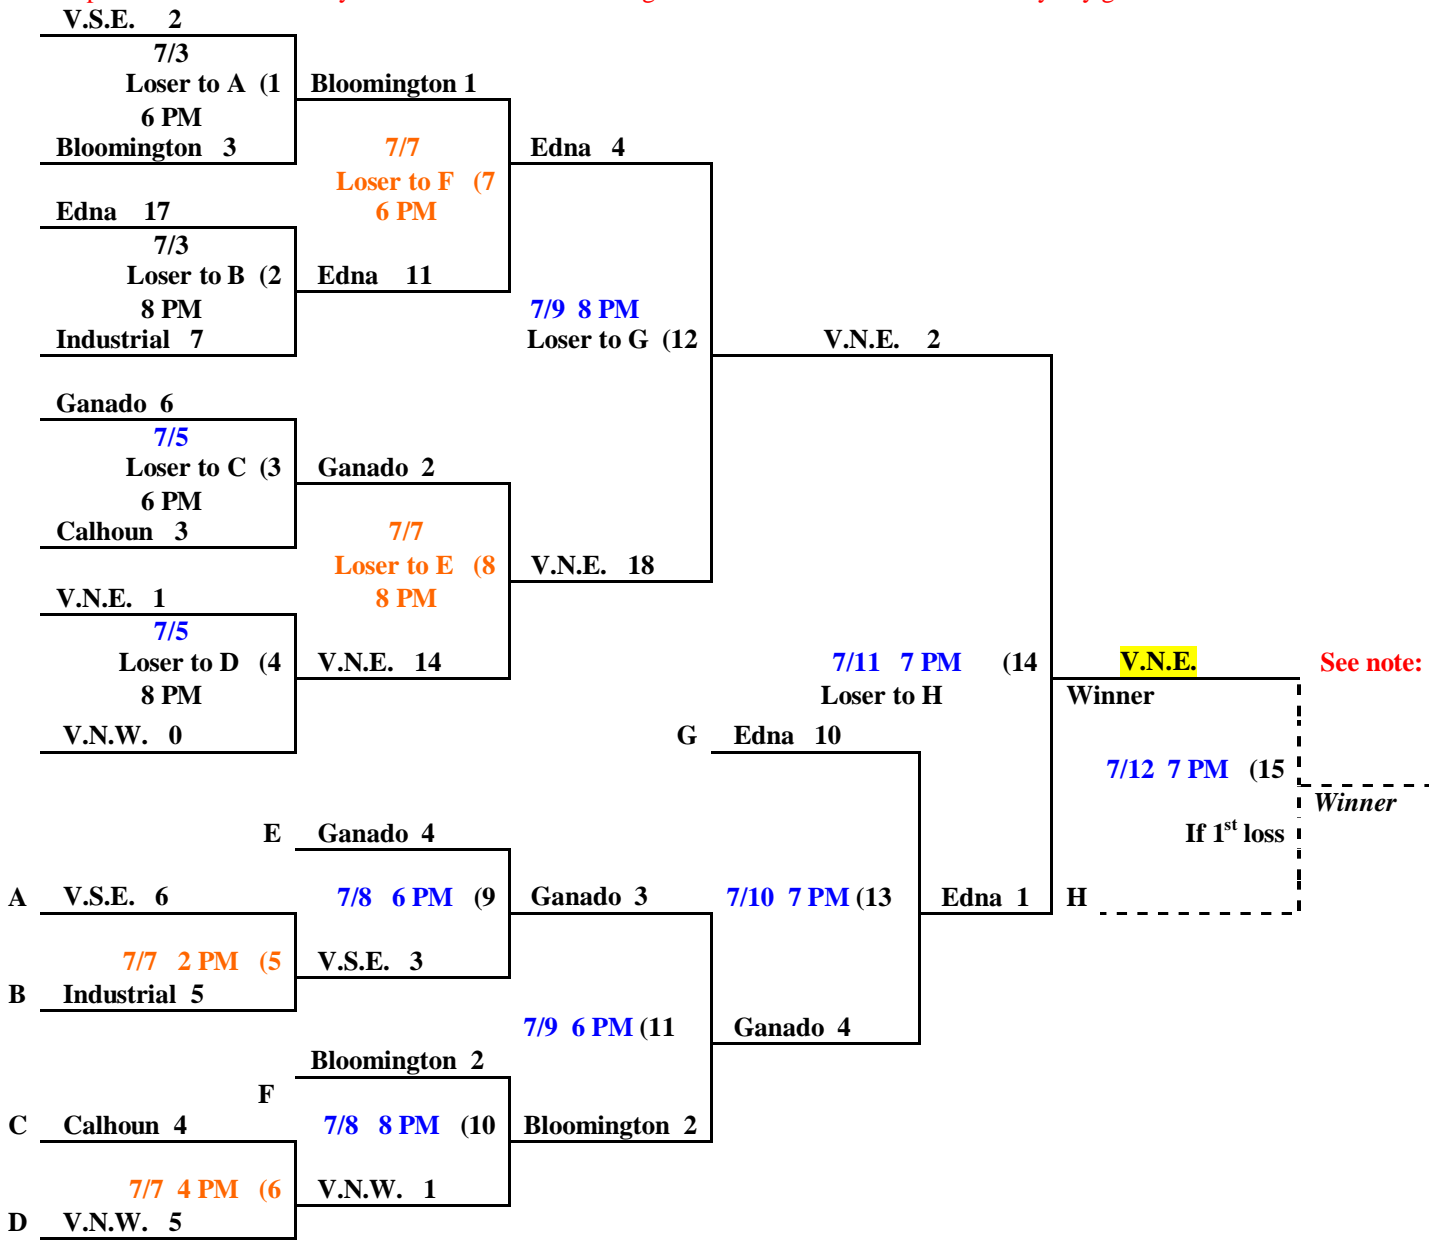 V.S.E. 2
7/3
Loser to A (1
6 PM
Bloomington 3
Bloomington 1
7/7
Loser to F (7
6 PM
Edna 17
7/3
Loser to B (2
8 PM
Industrial 7
Edna 11
Edna 4
7/9 8 PM
Loser to G (12
Ganado 6
7/5
Loser to C (3
6 PM
Calhoun 3
Ganado 2
7/7
Loser to E (8
8 PM
V.N.E. 1
7/5
Loser to D (4
8 PM
V.N.W. 0
V.N.E. 14
V.N.E. 18
V.N.E. 2
7/11 7 PM (14
Loser to H
V.N.E.
Winner
See note:
7/12 7 PM (15
Winner
If 1st loss
H
G Edna 10
E Ganado 4
A V.S.E. 6
7/8 6 PM (9
Ganado 3
7/10 7 PM (13
Edna 1
7/7 2 PM (5
V.S.E. 3
B Industrial 5
7/9 6 PM (11
Ganado 4
Bloomington 2
F
C Calhoun 4
7/8 8 PM (10
Bloomington 2
7/7 4 PM (6
V.N.W. 1
D V.N.W. 5